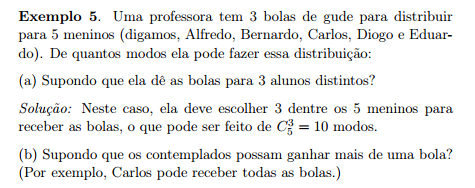 Exemplo 5. Uma professora tem 3 bolas de gude para distribuir
para 5 meninos (digamos, Alfredo, Bernardo, Carlos, Diogo e Eduar-
do). De quantos modos ela pode fazer essa distribuição:
(a) Supondo que ela dê as bolas para 3 alunos distintos?
Solução: Neste caso, ela deve escolher 3 dentre os 5 meninos para
receber as bolas, o que pode ser feito de $C_5^3 = 10$ modos.
(b) Supondo que os contemplados possam ganhar mais de uma bola?
(Por exemplo, Carlos pode receber todas as bolas.)